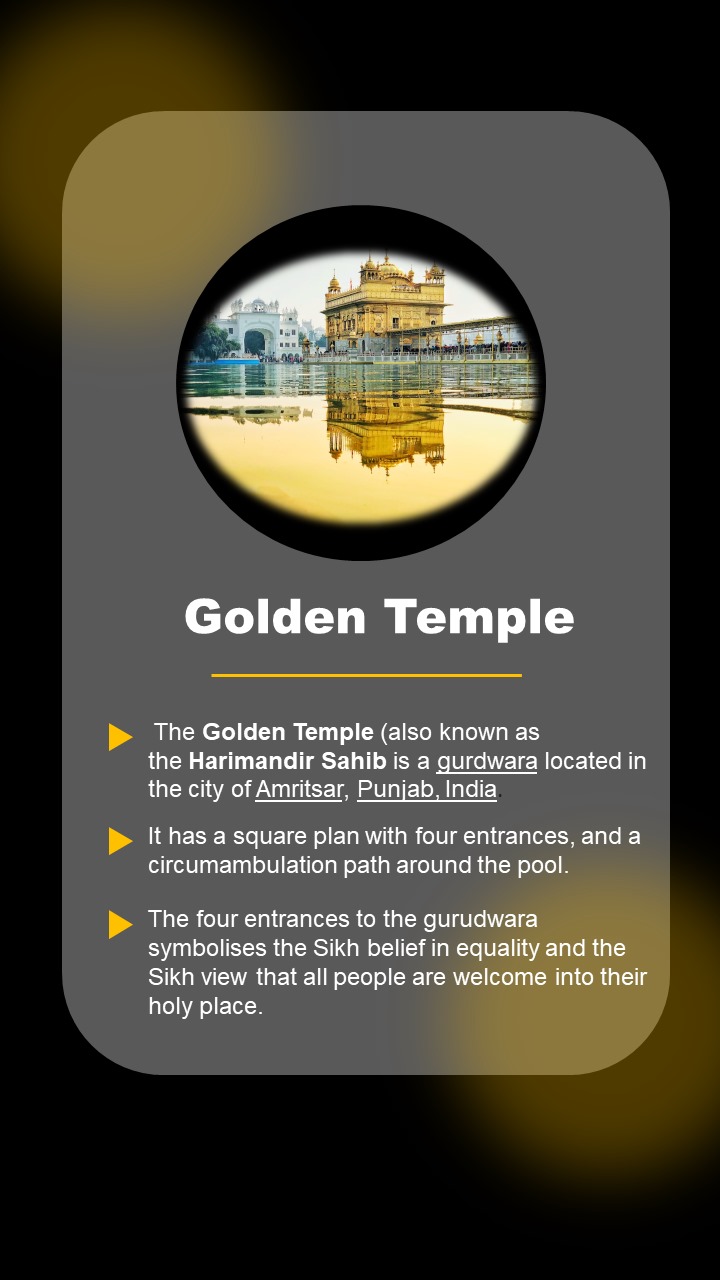 Golden Temple
The Golden Temple (also known as
the Harimandir Sahib is a gurdwara located in
the city of Amritsar, Punjab, India.
It has a square plan with four entrances, and a
circumambulation path around the pool.
The four entrances to the gurudwara
symbolises the Sikh belief in equality and the
Sikh view that all people are welcome into their
holy place.